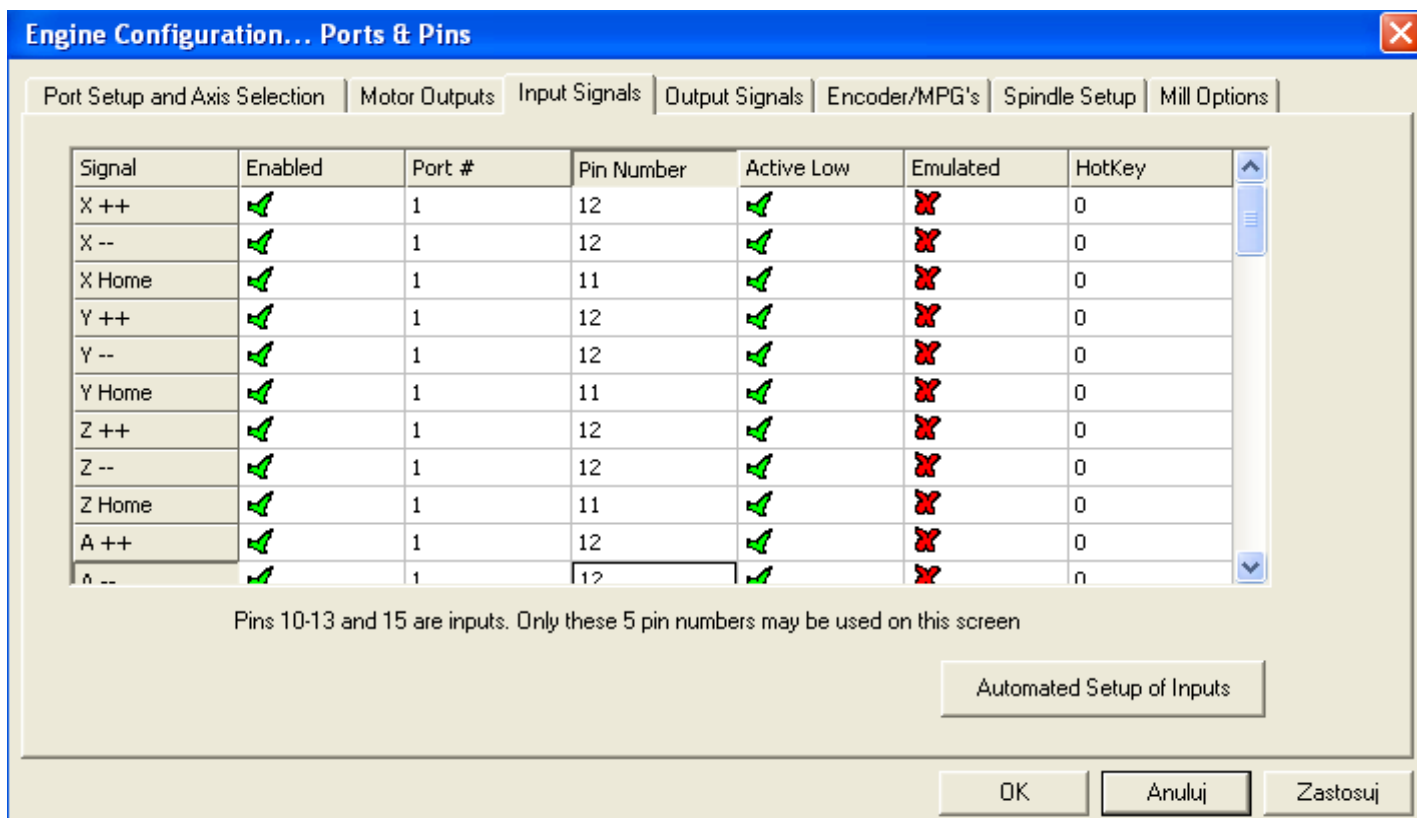 Engine Configuration... Ports & Pins
Port Setup and Axis Selection Motor Outputs Input Signals Output Signals Encoder/MPG's Spindle Setup Mill Options
Signal Enabled Port # Pin Number Active Low Emulated HotKey
X ++ 1 12 0
X -- 1 12 0
X Home 1 11 0
Y ++ 1 12 0
Y -- 1 12 0
Y Home 1 11 0
Z ++ 1 12 0
Z -- 1 12 0
Z Home 1 11 0
A ++ 1 12 0
A -- 1 12 0
Pins 10-13 and 15 are inputs. Only these 5 pin numbers may be used on this screen
Automated Setup of Inputs
OK Anuluj Zastosuj